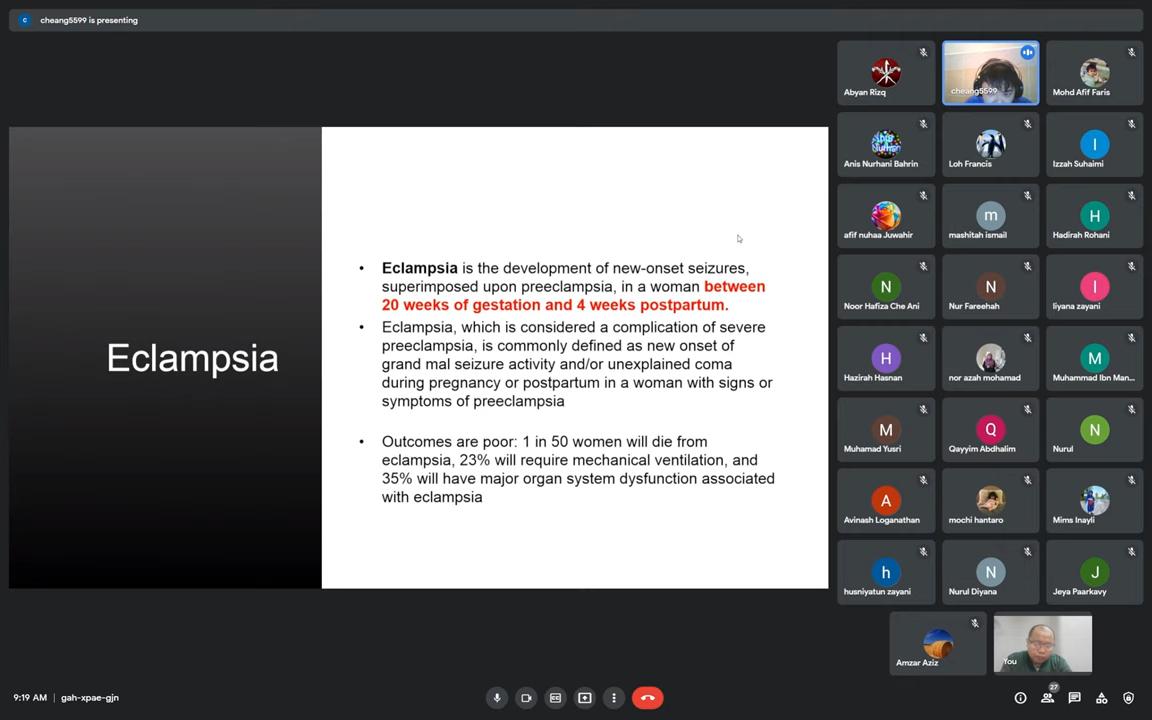 c
cheang5599 is presenting
Eclampsia
• Eclampsia is the development of new-onset seizures,
superimposed upon preeclampsia, in a woman between
20 weeks of gestation and 4 weeks postpartum.
• Eclampsia, which is considered a complication of severe
preeclampsia, is commonly defined as new onset of
grand mal seizure activity and/or unexplained coma
during pregnancy or postpartum in a woman with signs or
symptoms of preeclampsia
• Outcomes are poor: 1 in 50 women will die from
eclampsia, 23% will require mechanical ventilation, and
35% will have major organ system dysfunction associated
with eclampsia
Abyan Rizq
cheang5599
Mohd Afif Faris
Anis Nurhani Bahrin
Loh Francis
I
Izzah Suhaimi
afif nuhaa Juwahir
m
mashitah ismail
H
Hadirah Rohani
N
Noor Hafiza Che Ani
N
Nur Fareehah
l
liyana zayani
H
Hazirah Hasnan
nor azah mohamad
M
Muhammad Ibn Man...
M
Muhamad Yusri
Q
Qayyim Abdhalim
N
Nurul
A
Avinash Loganathan
mochi hantaro
Mims Inayli
h
husniyatun zayani
N
Nurul Diyana
J
Jeya Paarkavy
Amzar Aziz
You
9:19 AM | gah-xpae-gjn
CC
27